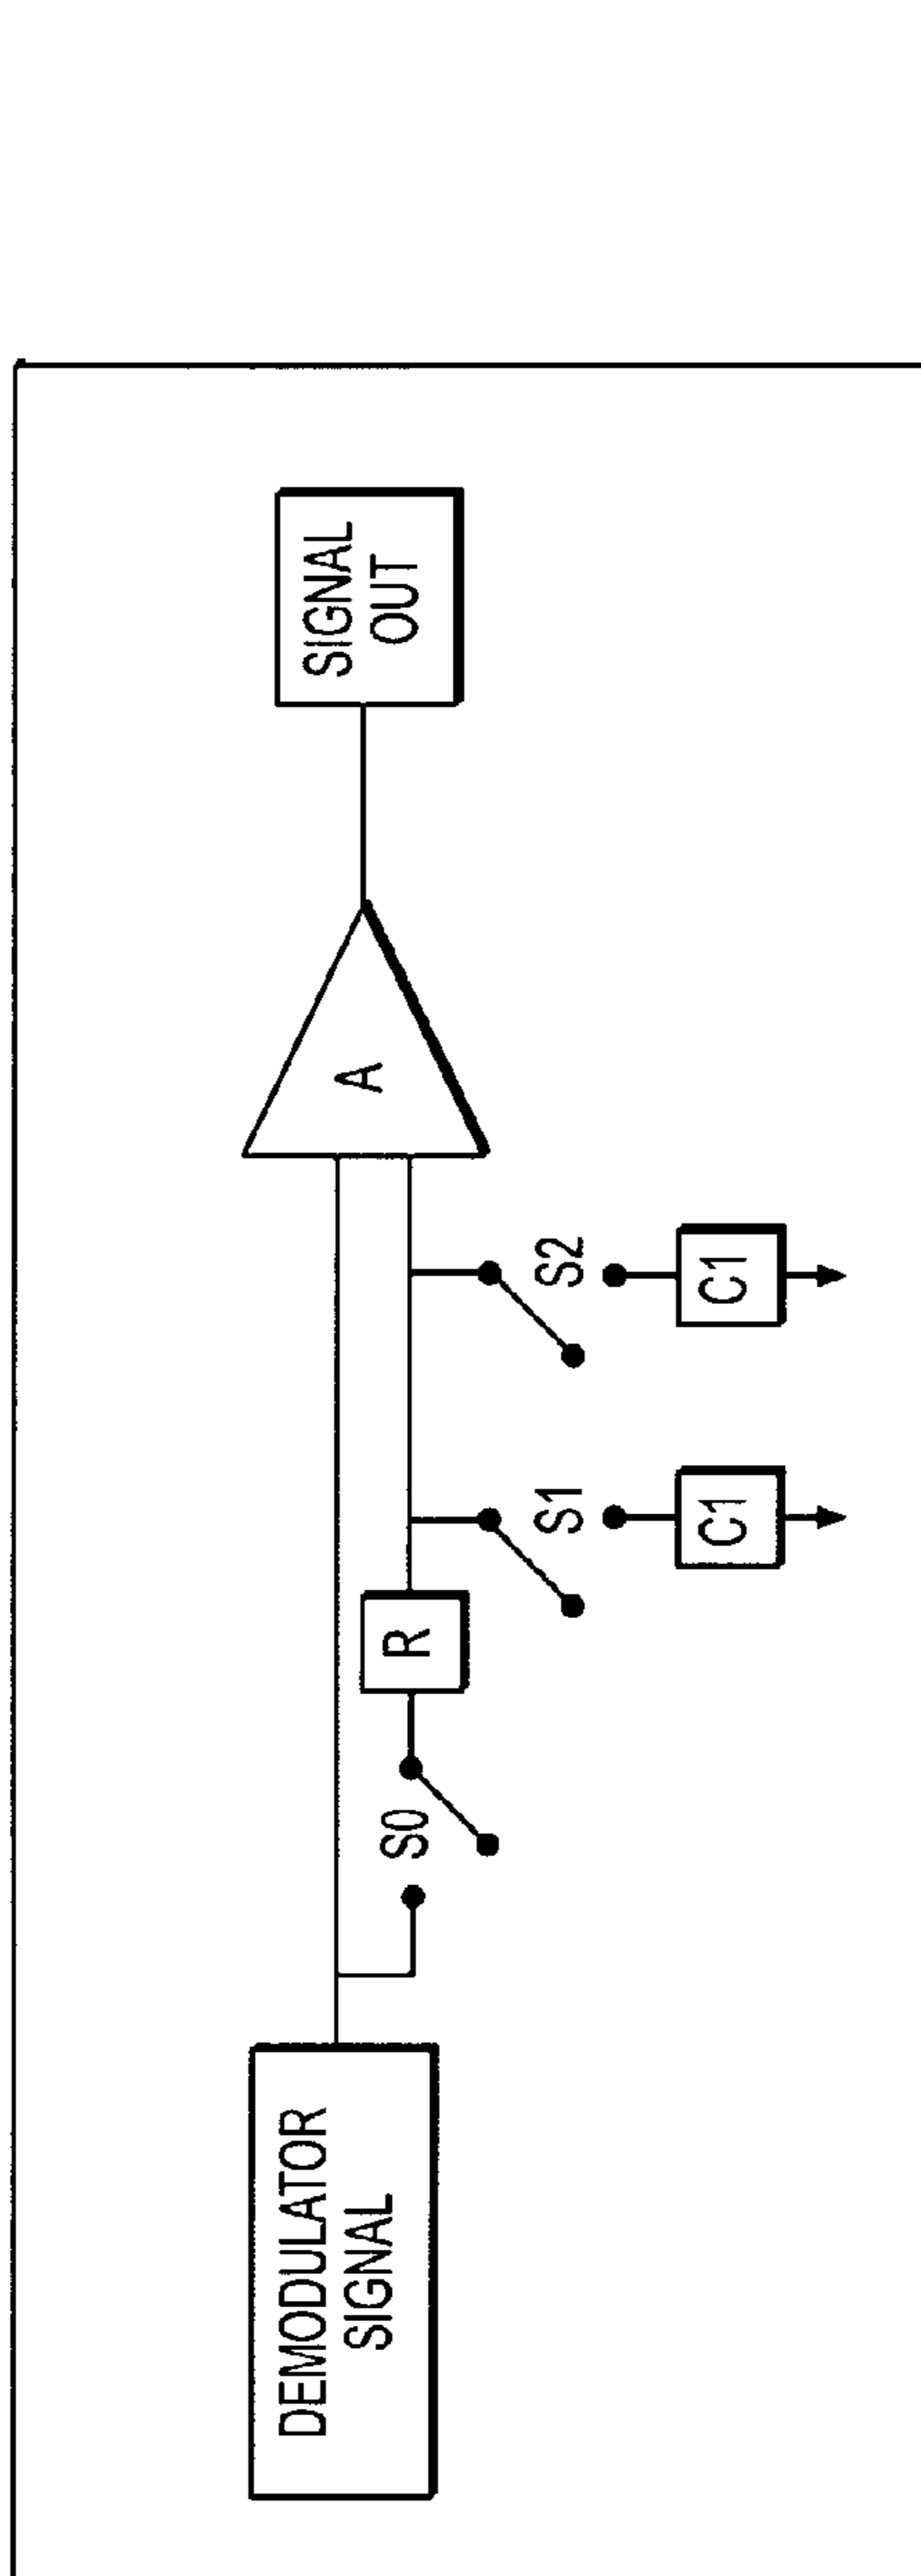 DEMODULATOR
SIGNAL
S0
R
S1
C1
S2
C1
A
SIGNAL
OUT